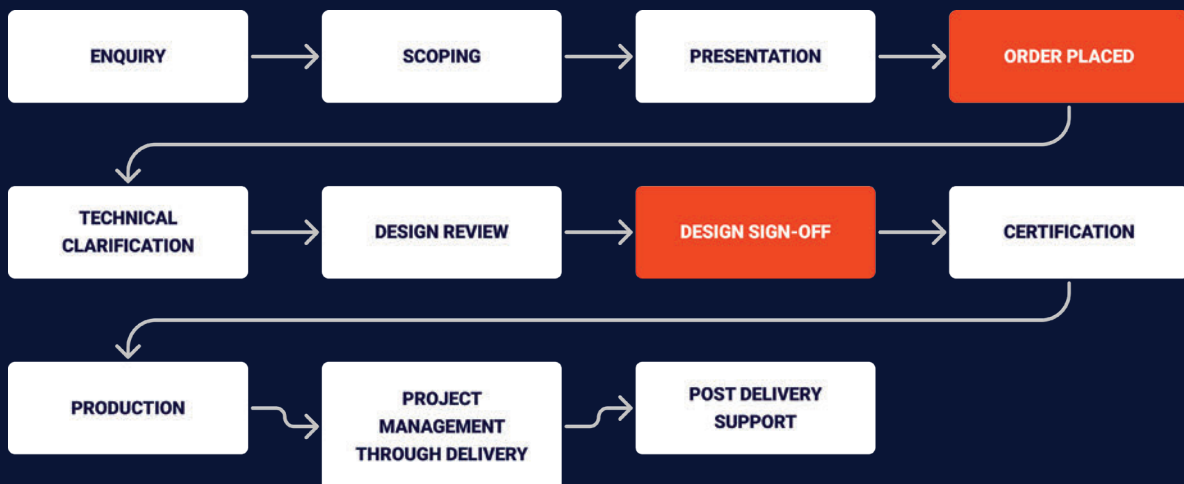 ENQUIRY
SCOPING
PRESENTATION
ORDER PLACED
TECHNICAL
CLARIFICATION
DESIGN REVIEW
DESIGN SIGN-OFF
CERTIFICATION
PRODUCTION
PROJECT
MANAGEMENT
THROUGH DELIVERY
POST DELIVERY
SUPPORT